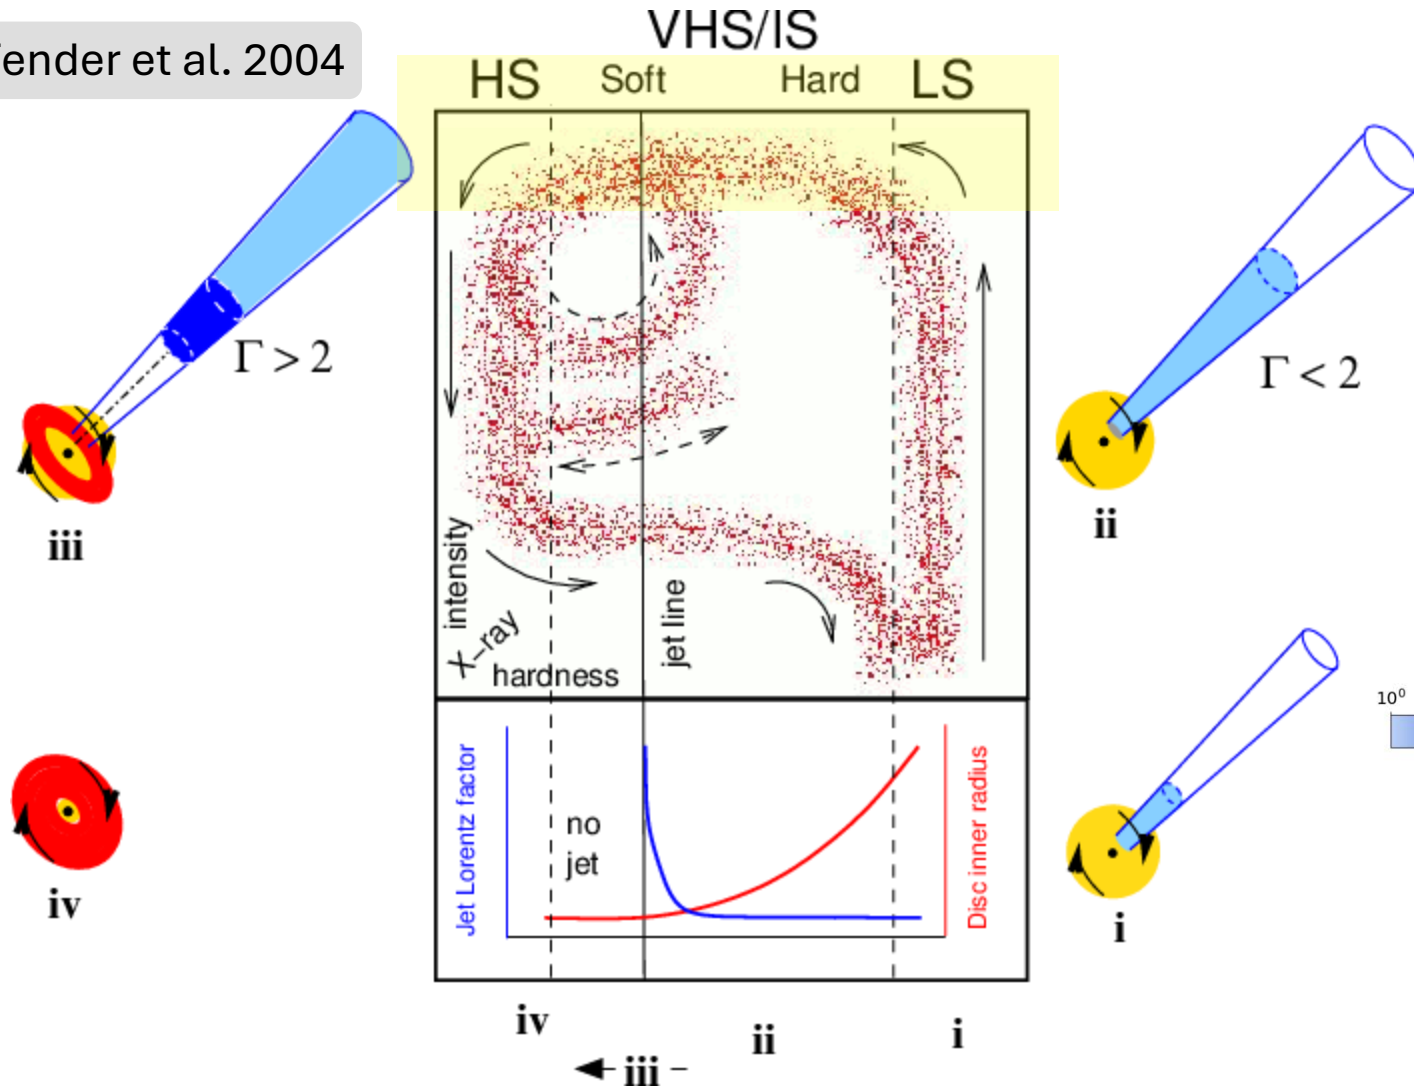 ender et al. 2004
VHS/IS
HS Soft Hard LS
Γ > 2
Γ < 2
iii
ii
intensity
X-ray
hardness
jet line
10⁰
Jet Lorentz factor
no
jet
Disc inner radius
iv
i
iv
ii
i
iii